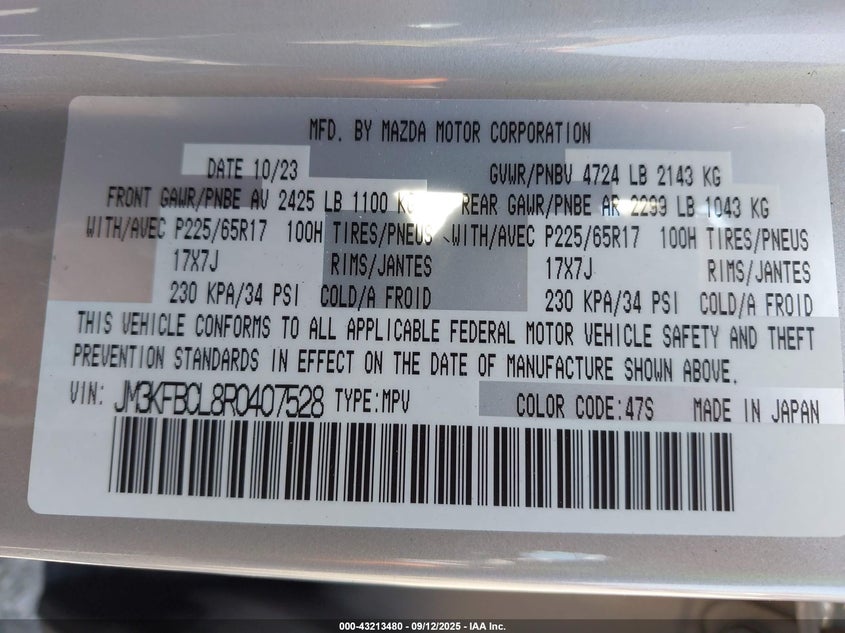 MFD. BY MAZDA MOTOR CORPORATION
DATE 10/23 GVWR/PNBV 4724 LB 2143 KG
FRONT GAWR/PNBE AV 2425 LB 1100 KG REAR GAWR/PNBE AR 2299 LB 1043 KG
WITH/AVEC P225/65R17 100H TIRES/PNEUS WITH/AVEC P225/65R17 100H TIRES/PNEUS
17X7J RIMS/JANTES 17X7J RIMS/JANTES
230 KPA/34 PSI COLD/A FROID 230 KPA/34 PSI COLD/A FROID
THIS VEHICLE CONFORMS TO ALL APPLICABLE FEDERAL MOTOR VEHICLE SAFETY AND THEFT
PREVENTION STANDARDS IN EFFECT ON THE DATE OF MANUFACTURE SHOWN ABOVE.
VIN: JM3KFBCL8R0407528 TYPE:MPV COLOR CODE:47S MADE IN JAPAN
000-43213480 - 09/12/2025 - IAA Inc.